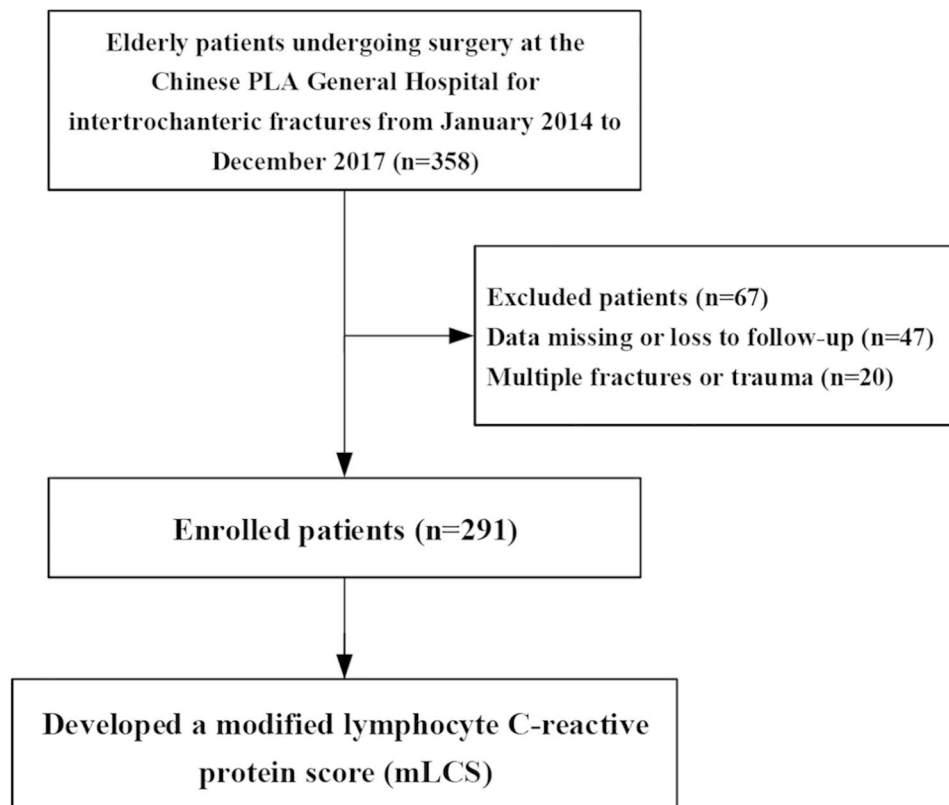 Elderly patients undergoing surgery at the
Chinese PLA General Hospital for
intertrochanteric fractures from January 2014 to
December 2017 (n=358)
Excluded patients (n=67)
Data missing or loss to follow-up (n=47)
Multiple fractures or trauma (n=20)
Enrolled patients (n=291)
Developed a modified lymphocyte C-reactive
protein score (mLCS)